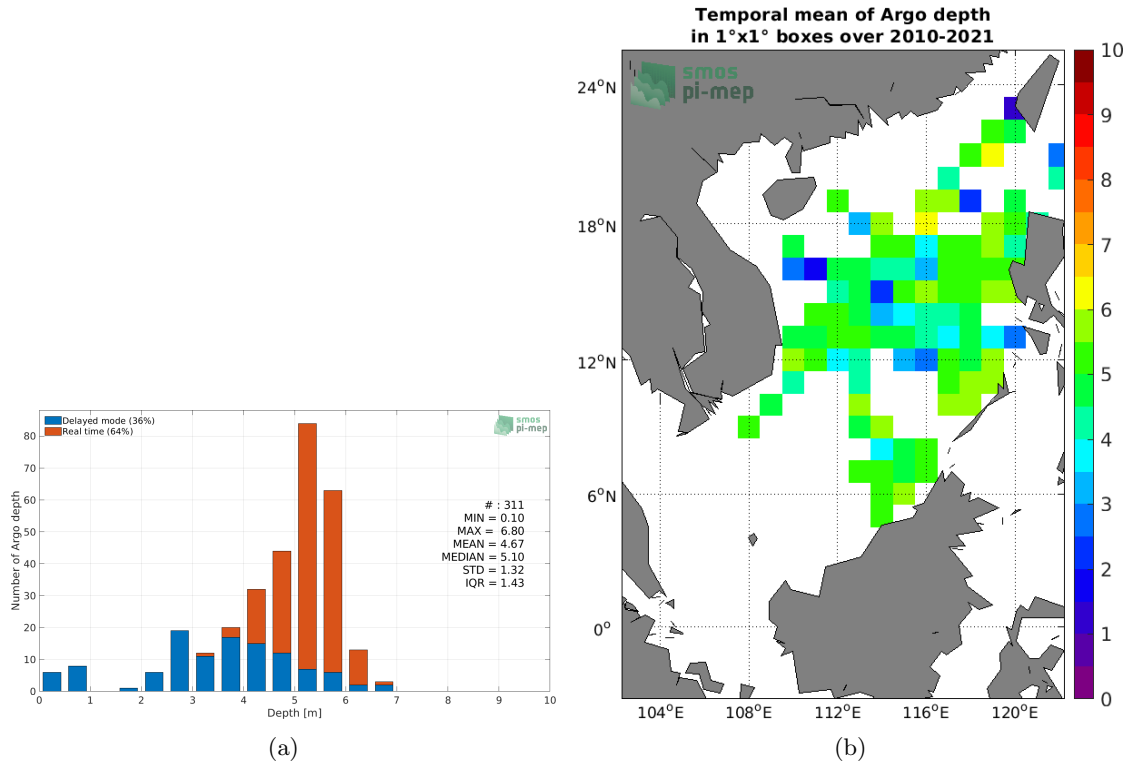 Temporal mean of Argo depth
in 1°x1° boxes over 2010-2021
smos
pi-mep
24°N
18°N
12°N
6°N
0°
104°E
108°E
112°E
116°E
120°E
10
9
8
7
6
5
4
3
2
1
0
Delayed mode (36%)
Real time (64%)
smos
pi-mep
Number of Argo depth
80
70
60
50
40
30
20
10
0
# : 311
MIN = 0.10
MAX = 6.80
MEAN = 4.67
MEDIAN = 5.10
STD = 1.32
IQR = 1.43
0 1 2 3 4 5 6 7 8 9 10
Depth [m]
(a)
(b)